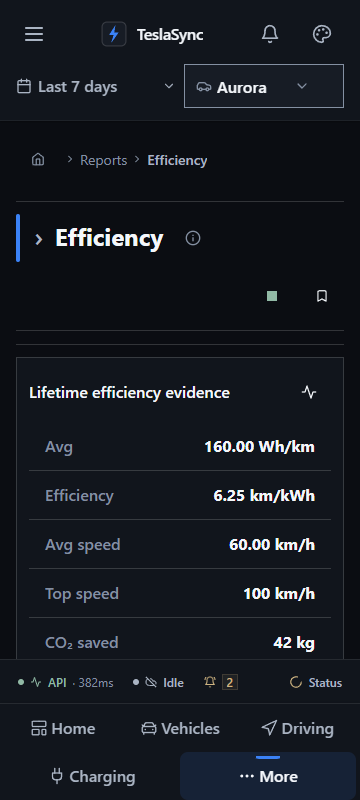 TeslaSync
Last 7 days
Aurora
Reports
Efficiency
Efficiency
Lifetime efficiency evidence
Avg 160.00 Wh/km
Efficiency 6.25 km/kWh
Avg speed 60.00 km/h
Top speed 100 km/h
CO₂ saved 42 kg
API · 382ms Idle 2 Status
Home Vehicles Driving
Charging More